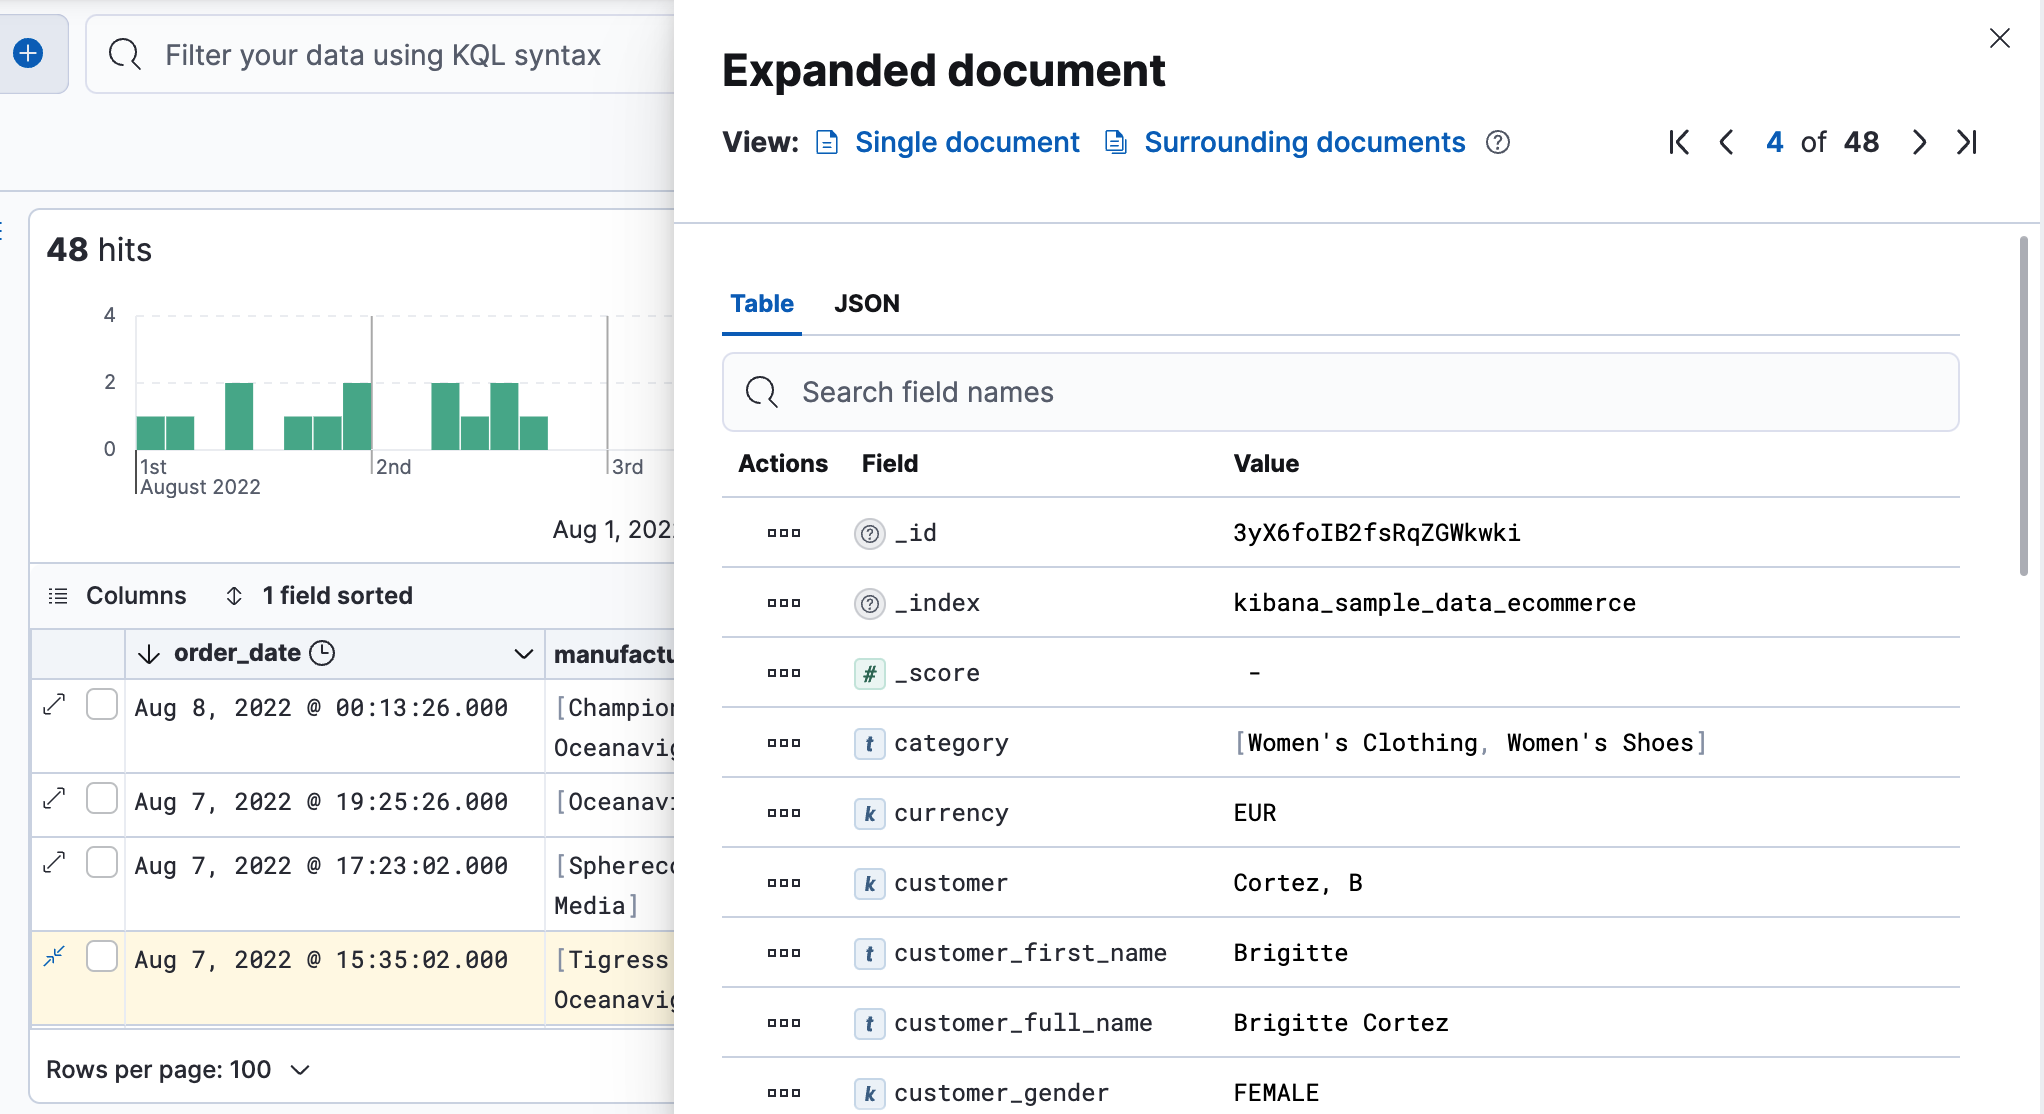 Filter your data using KQL syntax
48 hits
4
2
0
1st
August 2022
2nd
3rd
Aug 1, 202
Columns
1 field sorted
order_date
manufactu
Aug 8, 2022 @ 00:13:26.000
[Champion
Oceanavig
Aug 7, 2022 @ 19:25:26.000
[Oceanavi
Aug 7, 2022 @ 17:23:02.000
[Sphereco
Media]
Aug 7, 2022 @ 15:35:02.000
[Tigress
Oceanavig
Rows per page: 100
Expanded document
View: Single document Surrounding documents
4 of 48
Table JSON
Search field names
Actions Field Value
_id 3yX6foIB2fsRqZGWkwki
_index kibana_sample_data_ecommerce
# _score -
t category [Women's Clothing, Women's Shoes]
k currency EUR
k customer Cortez, B
t customer_first_name Brigitte
t customer_full_name Brigitte Cortez
k customer_gender FEMALE